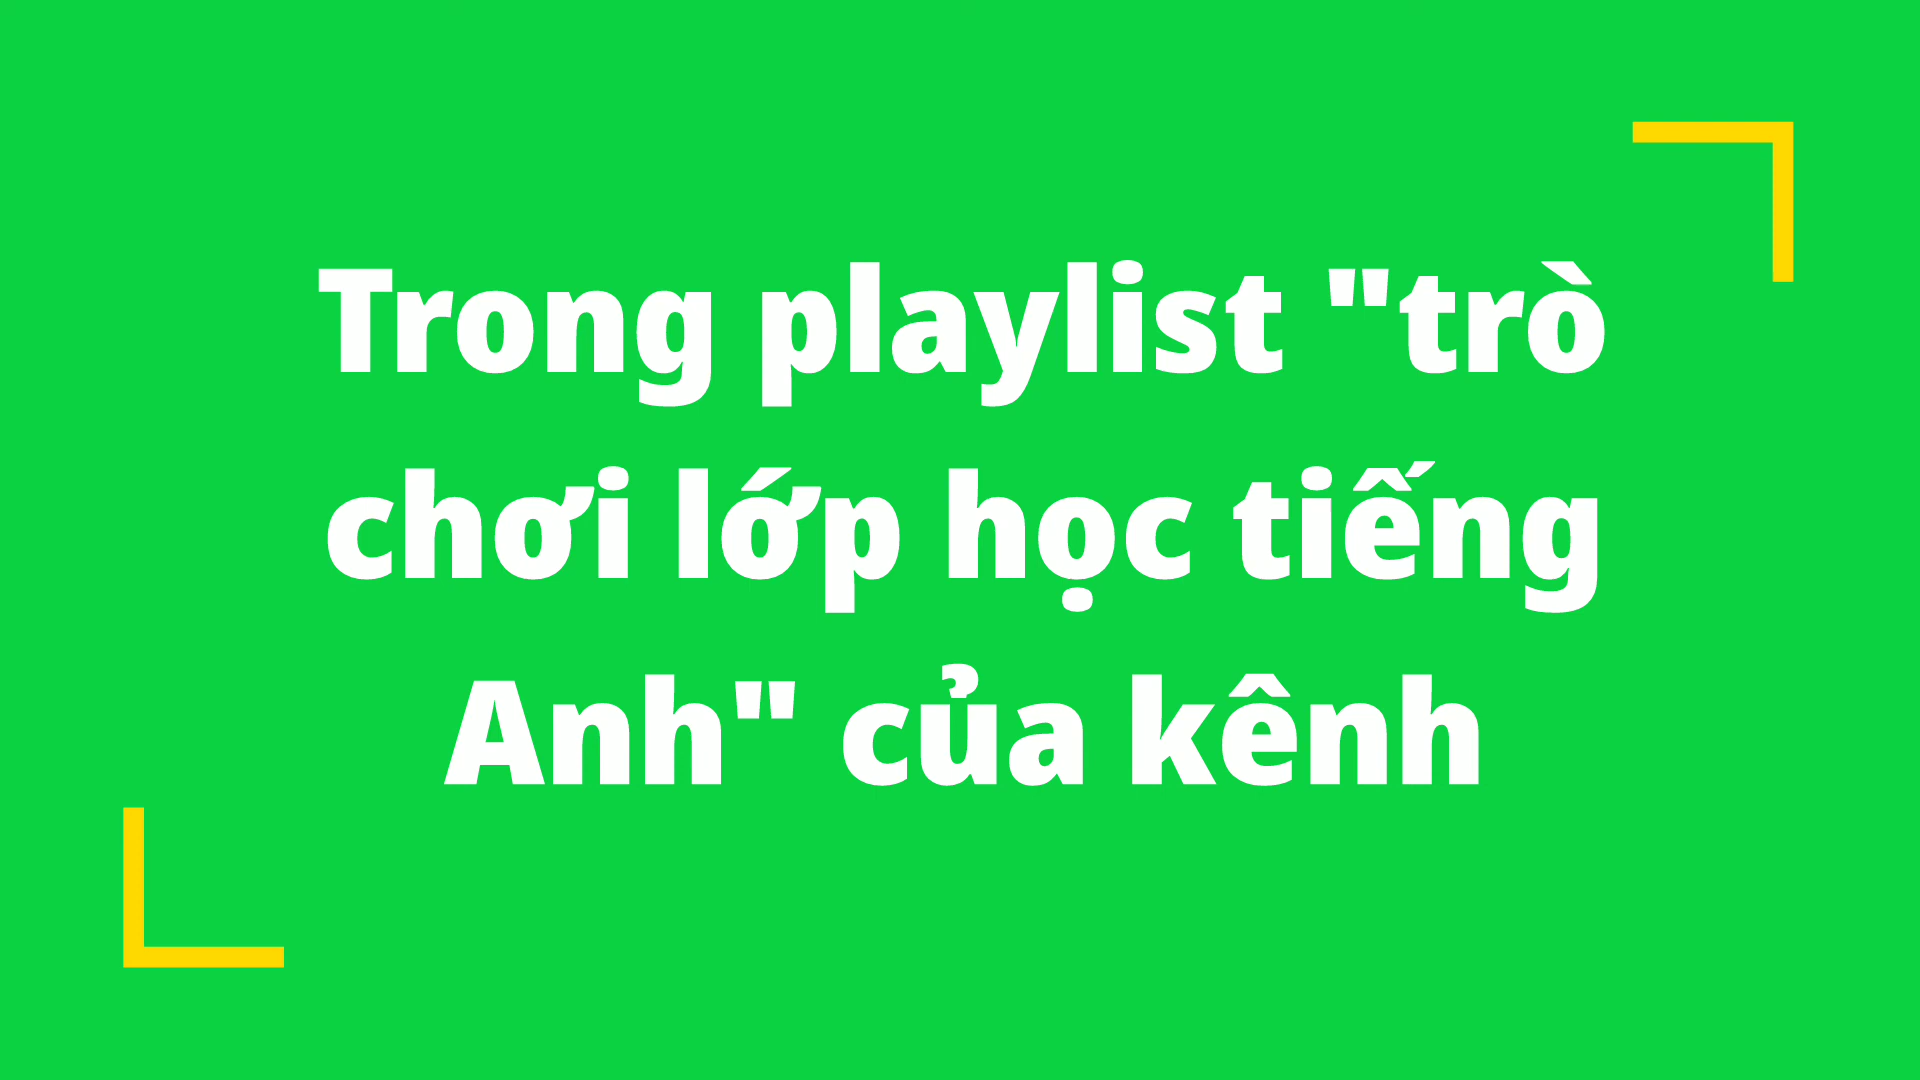 Trong playlist "trò
chơi lớp học tiếng
Anh" của kênh